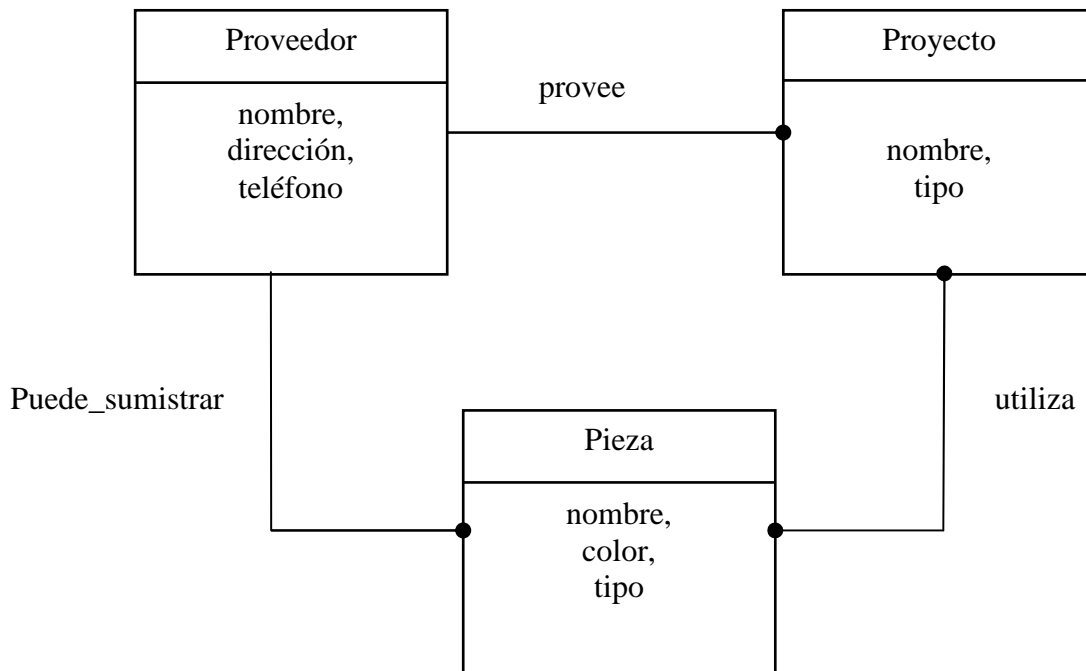 Proveedor
nombre,
dirección,
teléfono
provee
Proyecto
nombre,
tipo
Puede_sumistrar
utiliza
Pieza
nombre,
color,
tipo